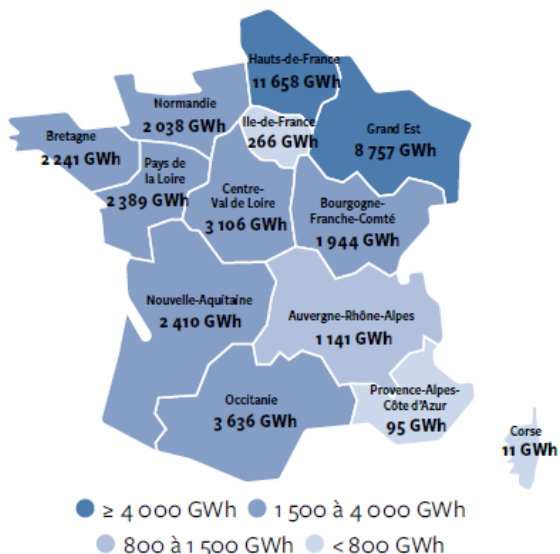 Hauts-de-France
11 658 GWh
Normandie
2 038 GWh
Ile-de-France
266 GWh
Grand Est
8 757 GWh
Bretagne
2 241 GWh
Pays de
la Loire
2 389 GWh
Centre-
Val de Loire
3 106 GWh
Bourgogne-
Franche-Comté
1 944 GWh
Nouvelle-Aquitaine
2 410 GWh
Auvergne-Rhône-Alpes
1 141 GWh
Occitanie
3 636 GWh
Provence-Alpes-
Côte d'Azur
95 GWh
Corse
11 GWh
≥ 4 000 GWh 1 500 à 4 000 GWh
800 à 1 500 GWh < 800 GWh